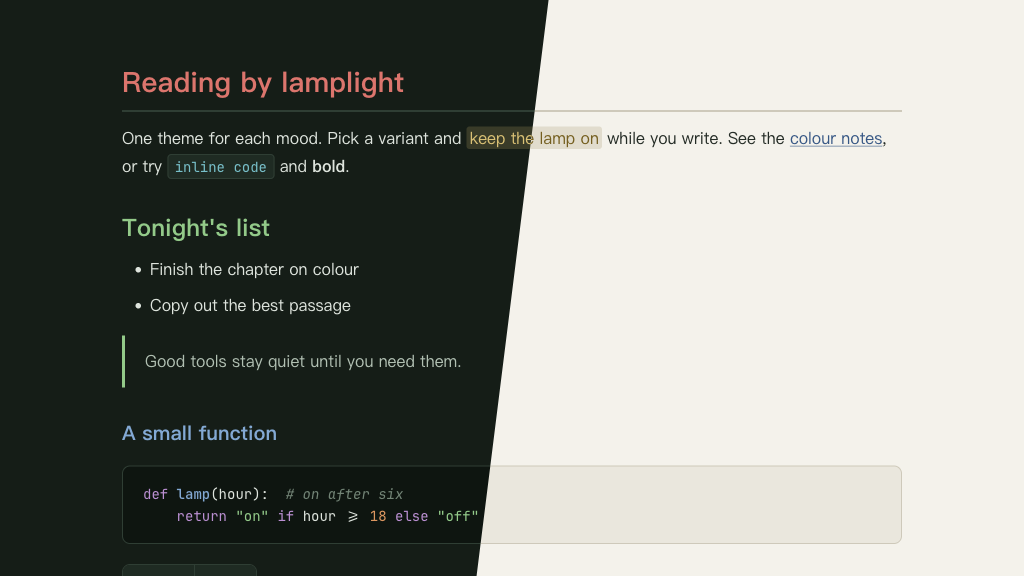 Reading by lamplight
One theme for each mood. Pick a variant and keep the lamp on while you write. See the colour notes,
or try inline code and bold.
Tonight's list
• Finish the chapter on colour
• Copy out the best passage
Good tools stay quiet until you need them.
A small function
def lamp(hour):  # on after six
    return "on" if hour ⩾ 18 else "off"